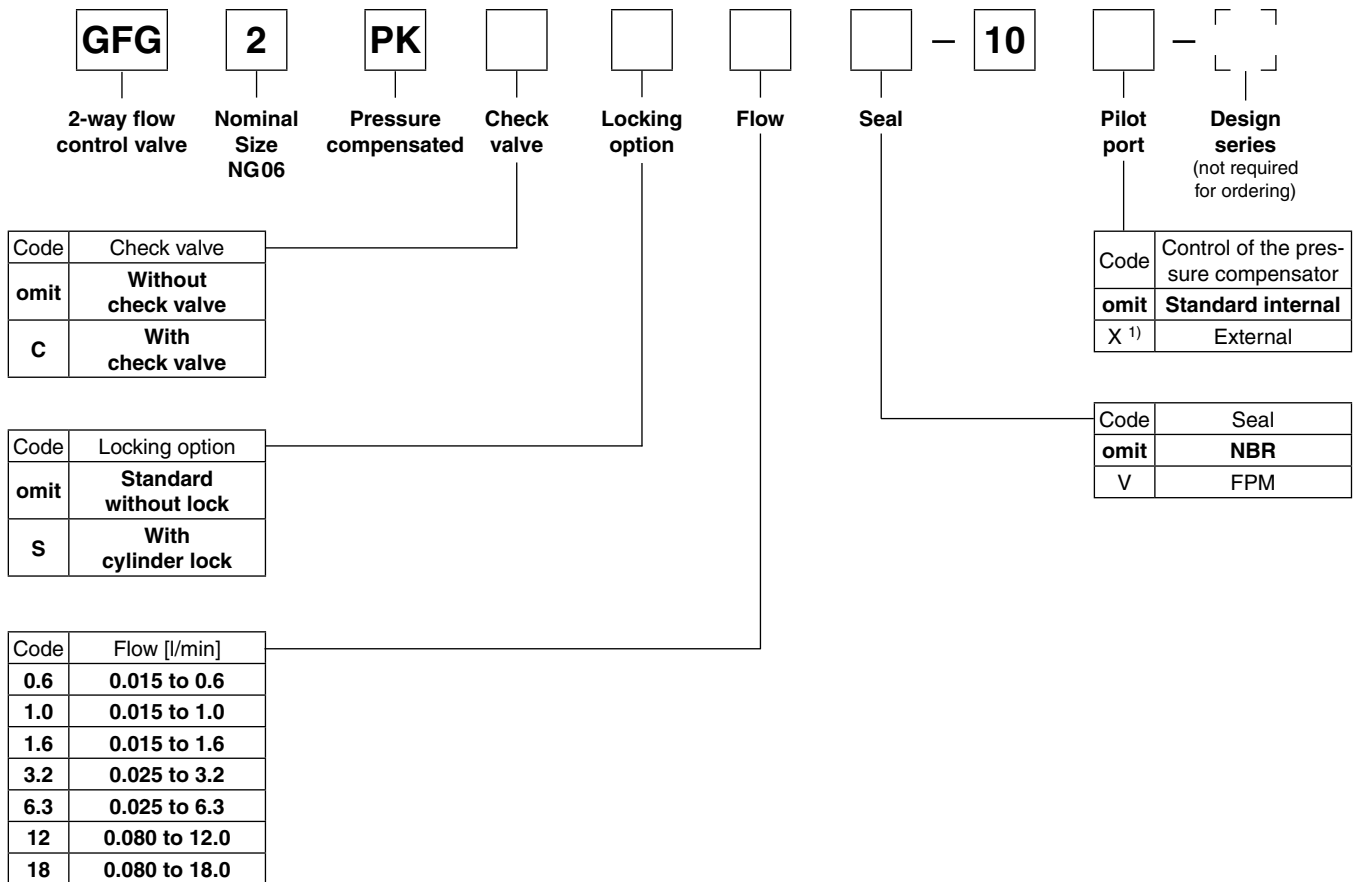 GFG 2 PK – 10 –
2-way flow
control valve
Nominal
Size
NG06
Pressure
compensated
Check
valve
Locking
option
Flow
Seal
Pilot
port
Design
series
(not required
for ordering)
Code Check valve
omit Without
check valve
C With
check valve
Code Control of the pres-
sure compensator
omit Standard internal
X 1) External
Code Locking option
omit Standard
without lock
S With
cylinder lock
Code Seal
omit NBR
V FPM
Code Flow [l/min]
0.6 0.015 to 0.6
1.0 0.015 to 1.0
1.6 0.015 to 1.6
3.2 0.025 to 3.2
6.3 0.025 to 6.3
12 0.080 to 12.0
18 0.080 to 18.0